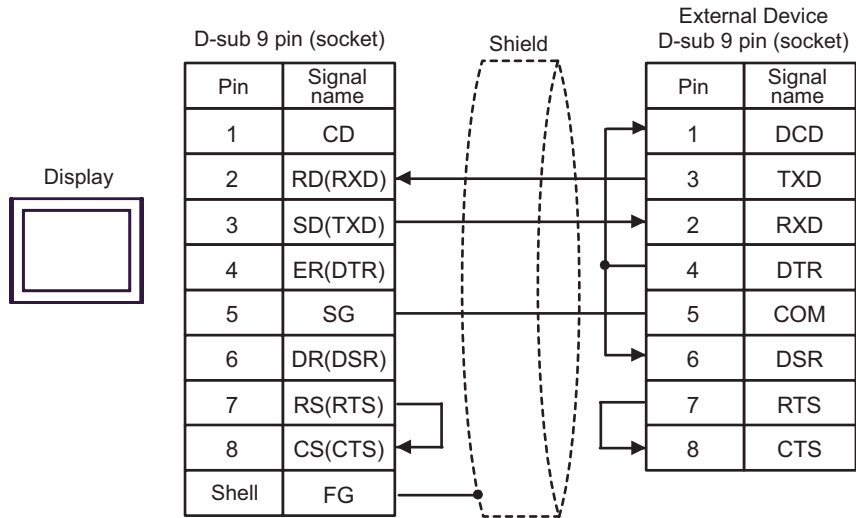 External Device
D-sub 9 pin (socket)
Shield
D-sub 9 pin (socket)
Display
Pin Signal name
1 CD
2 RD(RXD)
3 SD(TXD)
4 ER(DTR)
5 SG
6 DR(DSR)
7 RS(RTS)
8 CS(CTS)
Shell FG
Pin Signal name
1 DCD
3 TXD
2 RXD
4 DTR
5 COM
6 DSR
7 RTS
8 CTS